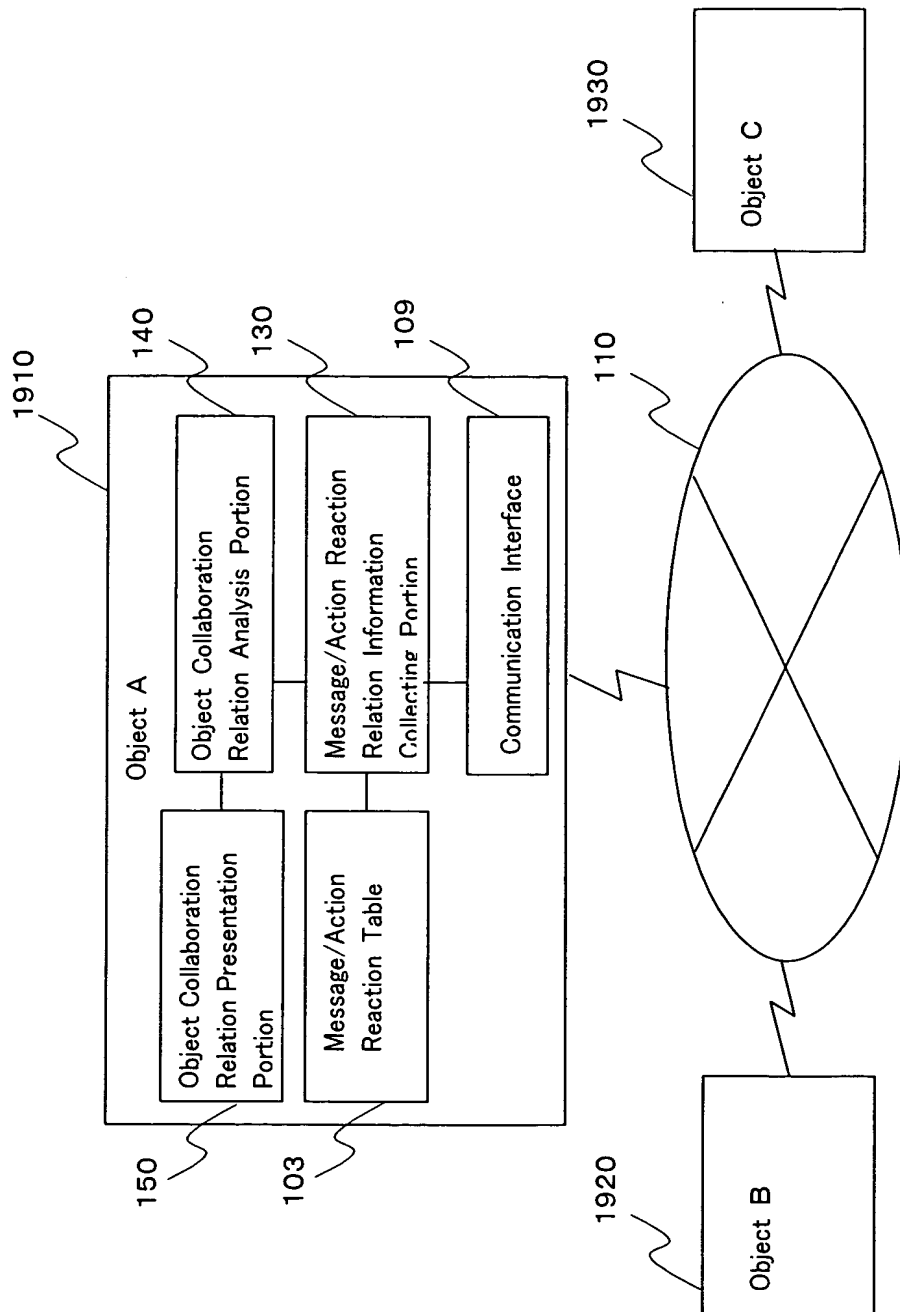 1910
Object A
150
Object Collaboration
Relation Presentation
Portion
Object Collaboration
Relation Analysis Portion
140
103
Message/Action
Reaction Table
Message/Action Reaction
Relation Information
Collecting Portion
130
Communication Interface
109
110
1920
Object B
1930
Object C